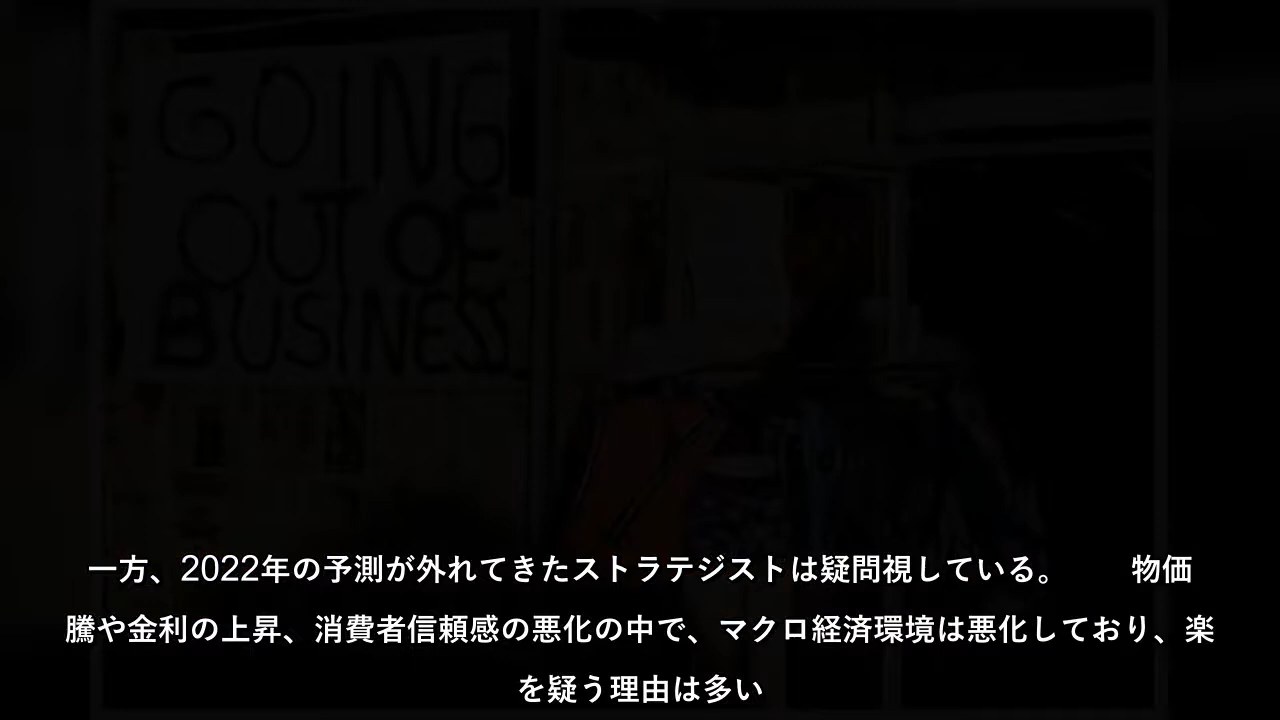 GOING
OUT OF
BUSINESS
一方、2022年の予測が外れてきたストラテジストは疑問視している。　　物価
騰や金利の上昇、消費者信頼感の悪化の中で、マクロ経済環境は悪化しており、楽
を疑う理由は多い